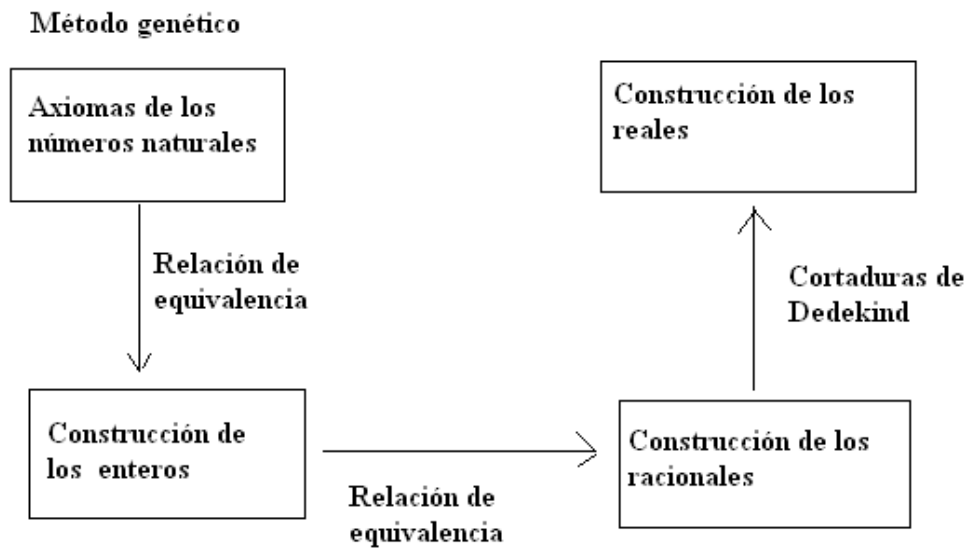 Método genético
Axiomas de los
números naturales
Relación de
equivalencia
Construcción de
los enteros
Relación de
equivalencia
Construcción de los
racionales
Cortaduras de
Dedekind
Construcción de los
reales